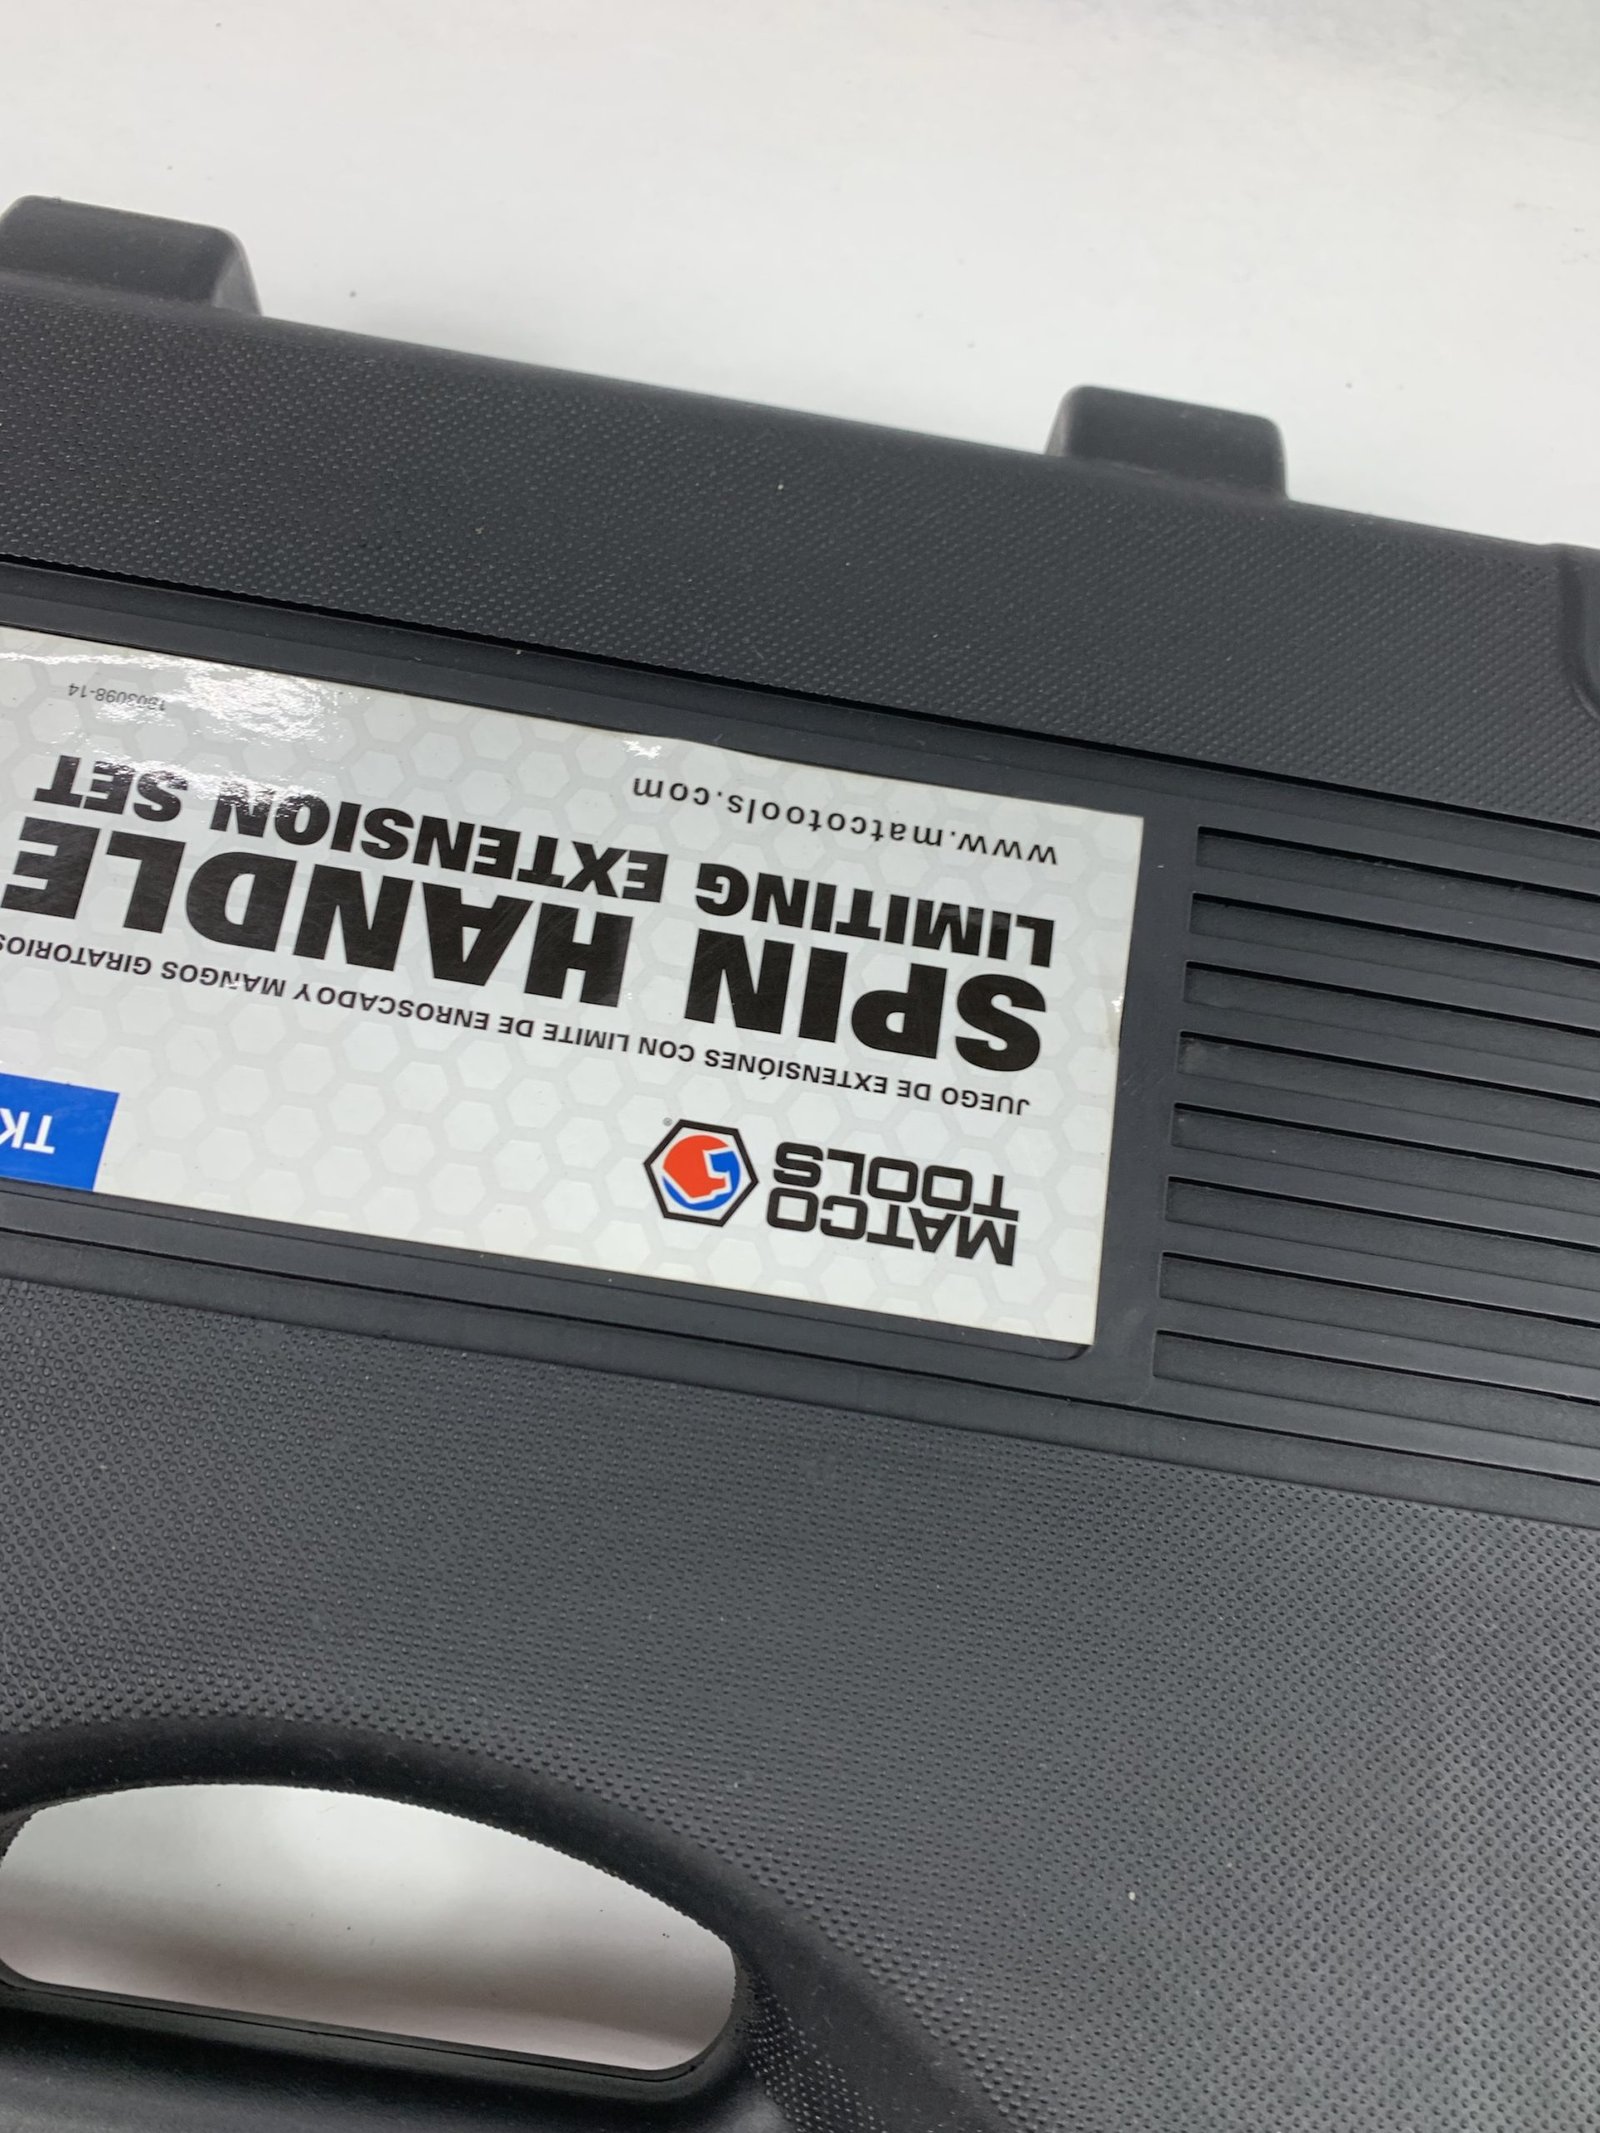 MATCO
TOOLS
®
TK
JUEGO DE EXTENSIÓNES CON LIMITE DE ENROSCADO Y MANGOS GIRATORIOS
SPIN HANDLE
LIMITING EXTENSION SET
www.matcotools.com
1803098-14